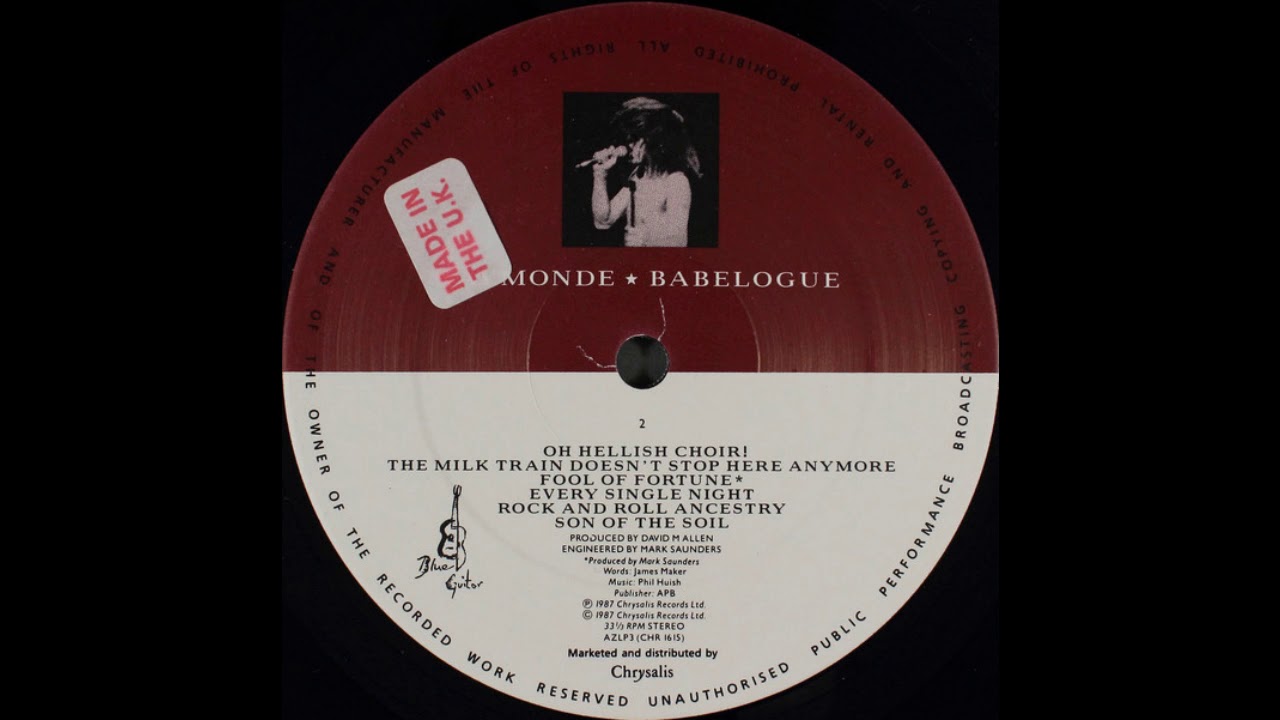 MADE IN
THE U.K.
MONDE ★ BABELOGUE
2
OH HELLISH CHOIR!
THE MILK TRAIN DOESN'T STOP HERE ANYMORE
FOOL OF FORTUNE*
EVERY SINGLE NIGHT
ROCK AND ROLL ANCESTRY
SON OF THE SOIL
PRODUCED BY DAVID M ALLEN
ENGINEERED BY MARK SAUNDERS
*Produced by Mark Saunders
Words: James Maker
Music: Phil Huish
Publisher: APB
℗ 1987 Chrysalis Records Ltd.
© 1987 Chrysalis Records Ltd.
33⅓ RPM STEREO
AZLP3 (CHR 1615)
Marketed and distributed by
Chrysalis
Blue
Guitar
ALL RIGHTS OF THE MANUFACTURER AND OF THE OWNER OF THE RECORDED WORK RESERVED UNAUTHORISED PUBLIC PERFORMANCE BROADCASTING COPYING AND RENTAL PROHIBITED